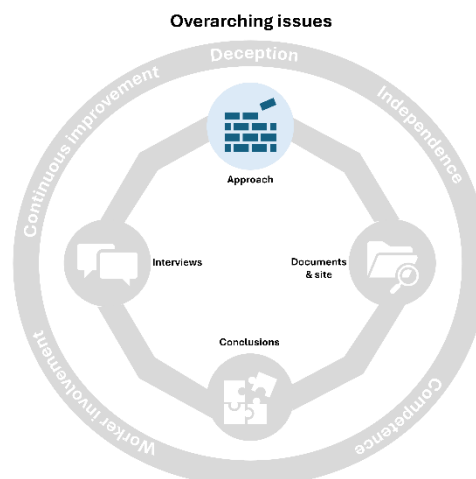 Overarching issues
Deception
Continuous improvement
Independence
Approach
Interviews
Documents
& site
Conclusions
Worker involvement
Competence